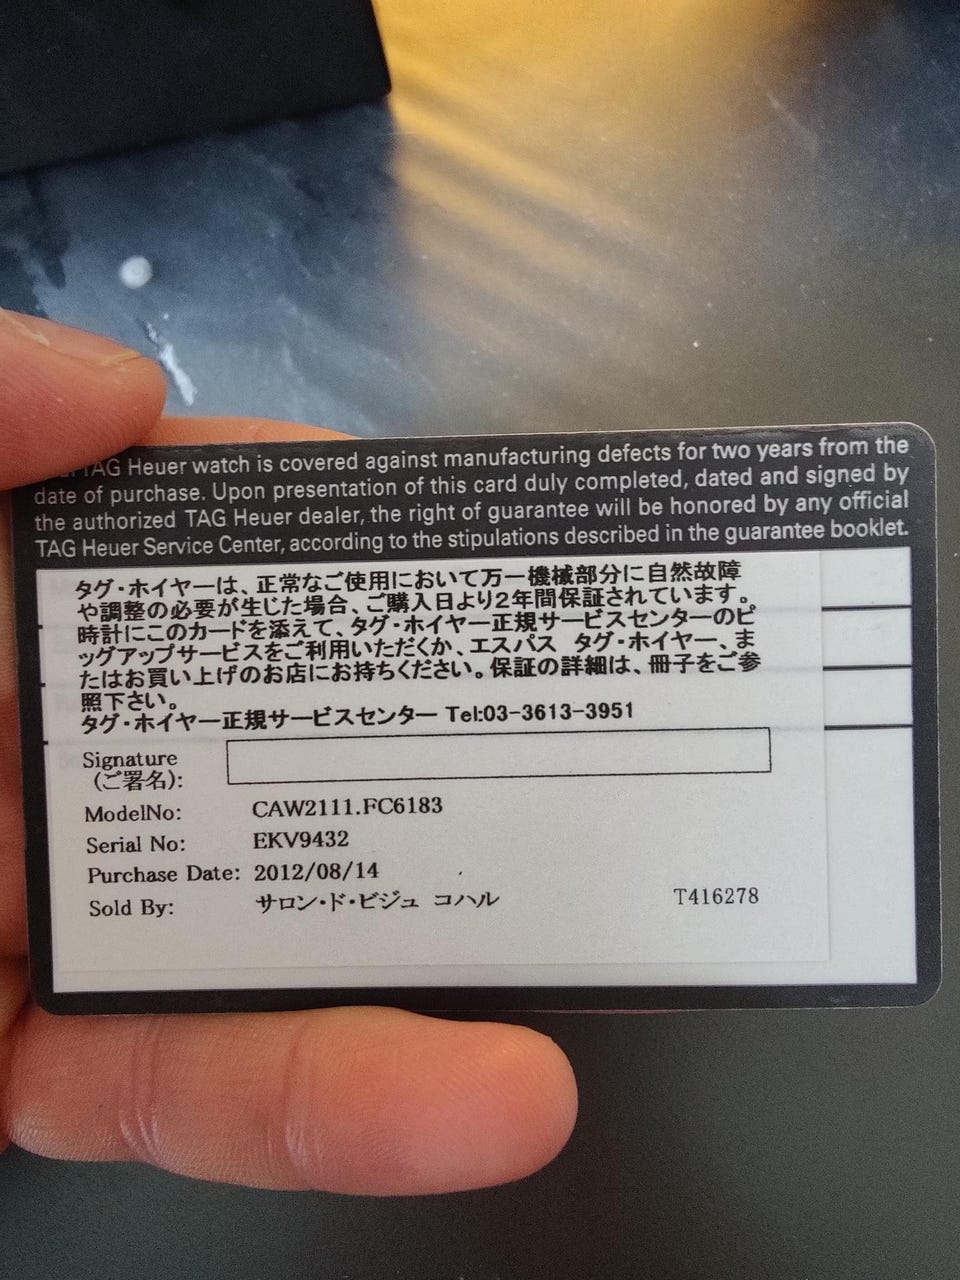 TAG Heuer watch is covered against manufacturing defects for two years from the
date of purchase. Upon presentation of this card duly completed, dated and signed by
the authorized TAG Heuer dealer, the right of guarantee will be honored by any official
TAG Heuer Service Center, according to the stipulations described in the guarantee booklet.
タグ・ホイヤーは、正常なご使用において万一機械部分に自然故障
や調整の必要が生じた場合、ご購入日より2年間保証されています。
時計にこのカードを添えて、タグ・ホイヤー正規サービスセンターのピ
ックアップサービスをご利用いただくか、エスパス タグ・ホイヤー、ま
たはお買い上げのお店にお持ちください。保証の詳細は、冊子をご参
照下さい。
タグ・ホイヤー正規サービスセンター Tel:03-3613-3951
Signature
(ご署名):
ModelNo: CAW2111.FC6183
Serial No: EKV9432
Purchase Date: 2012/08/14
Sold By: サロン・ド・ビジュ コハル T416278